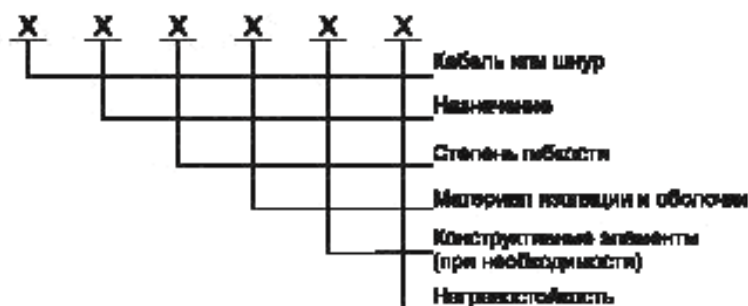 X X X X X X
Кабель или шнур
Назначение
Степень гибкости
Материал изоляции и оболочки
Конструктивные элементы
(при необходимости)
Нагревостойкость